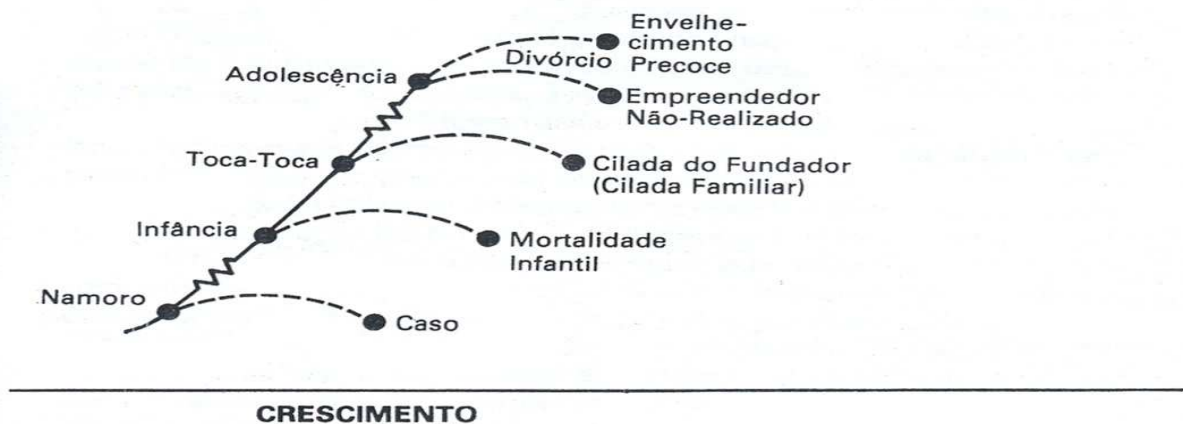 Envelhe-
cimento
Divórcio Precoce
Adolescência
Empreendedor
Não-Realizado
Toca-Toca
Cilada do Fundador
(Cilada Familiar)
Infância
Mortalidade
Infantil
Namoro
Caso
CRESCIMENTO